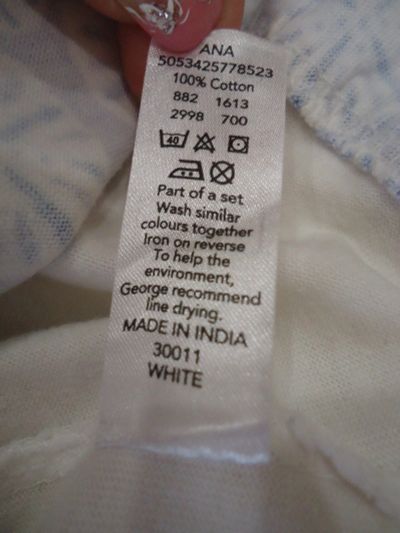 ANA
5053425778523
100% Cotton
882 1613
2998 700
40
Part of a set
Wash similar
colours together
Iron on reverse
To help the
environment,
George recommend
line drying.
MADE IN INDIA
30011
WHITE